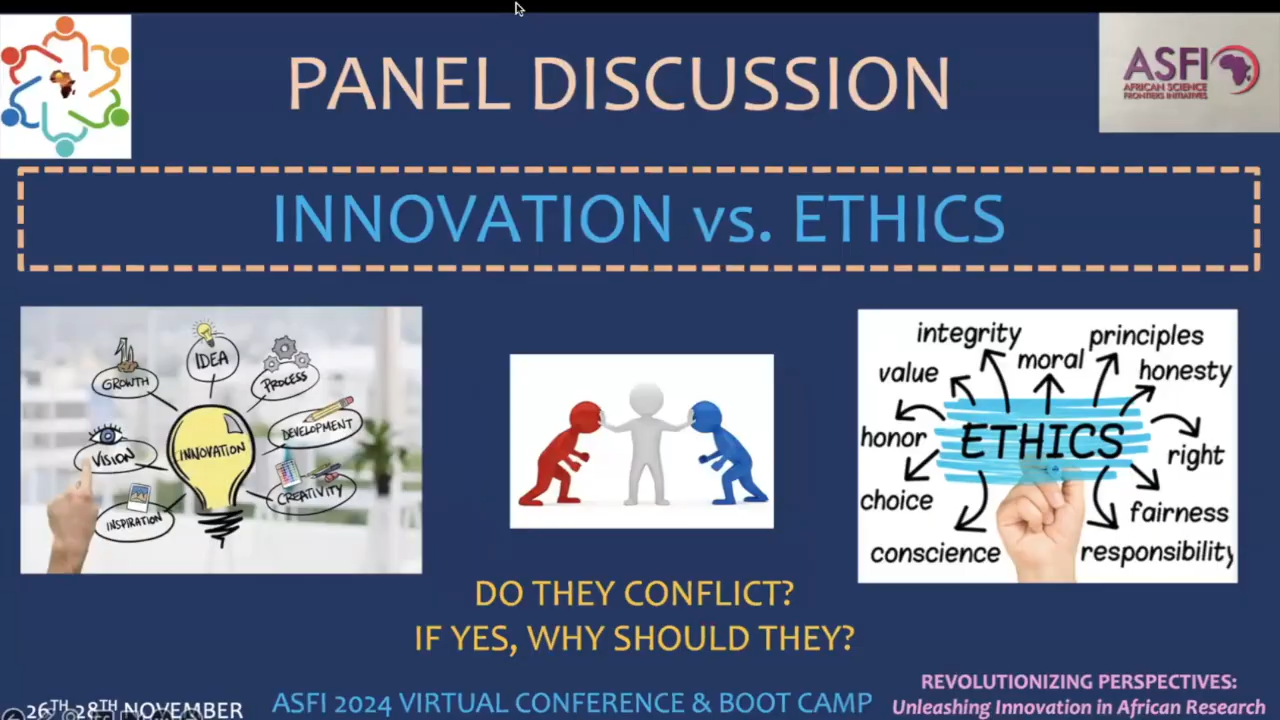 PANEL DISCUSSION
ASFI
AFRICAN SCIENCE
FRONTIERS INITIATIVES
INNOVATION vs. ETHICS
IDEA
GROWTH
PROCESS
DEVELOPMENT
INNOVATION
VISION
CREATIVITY
INSPIRATION
integrity
principles
value
moral
honesty
honor
ETHICS
right
choice
fairness
conscience
responsibility
DO THEY CONFLICT?
IF YES, WHY SHOULD THEY?
26TH 28TH NOVEMBER
ASFI 2024 VIRTUAL CONFERENCE & BOOT CAMP
REVOLUTIONIZING PERSPECTIVES:
Unleashing Innovation in African Research